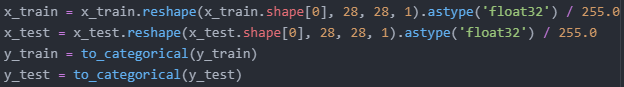 x_train = x_train.reshape(x_train.shape[0], 28, 28, 1).astype('float32') / 255.0
x_test = x_test.reshape(x_test.shape[0], 28, 28, 1).astype('float32') / 255.0
y_train = to_categorical(y_train)
y_test = to_categorical(y_test)